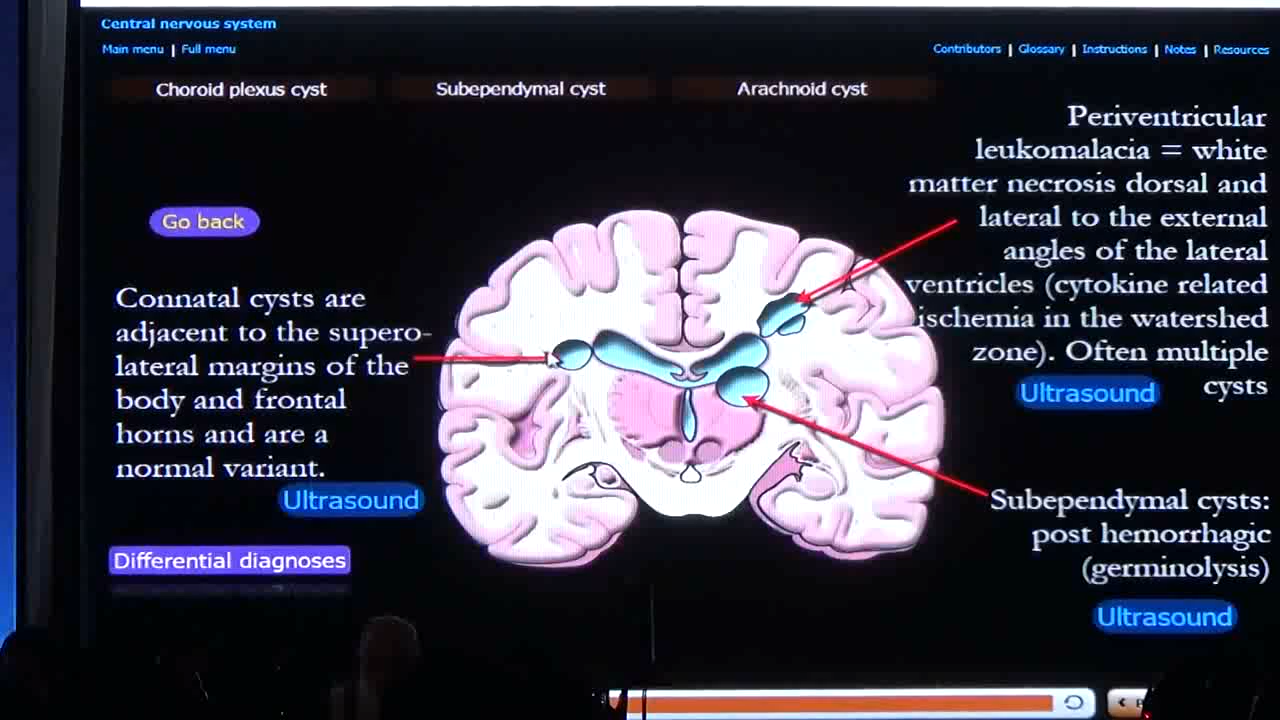 Central nervous system
Main menu | Full menu
Contributors | Glossary | Instructions | Notes | Resources
Choroid plexus cyst
Subependymal cyst
Arachnoid cyst
Go back
Connatal cysts are
adjacent to the supero-
lateral margins of the
body and frontal
horns and are a
normal variant.
Ultrasound
Differential diagnoses
Periventricular
leukomalacia = white
matter necrosis dorsal and
lateral to the external
angles of the lateral
ventricles (cytokine related
ischemia in the watershed
zone). Often multiple
cysts
Ultrasound
Subependymal cysts:
post hemorrhagic
(germinolysis)
Ultrasound